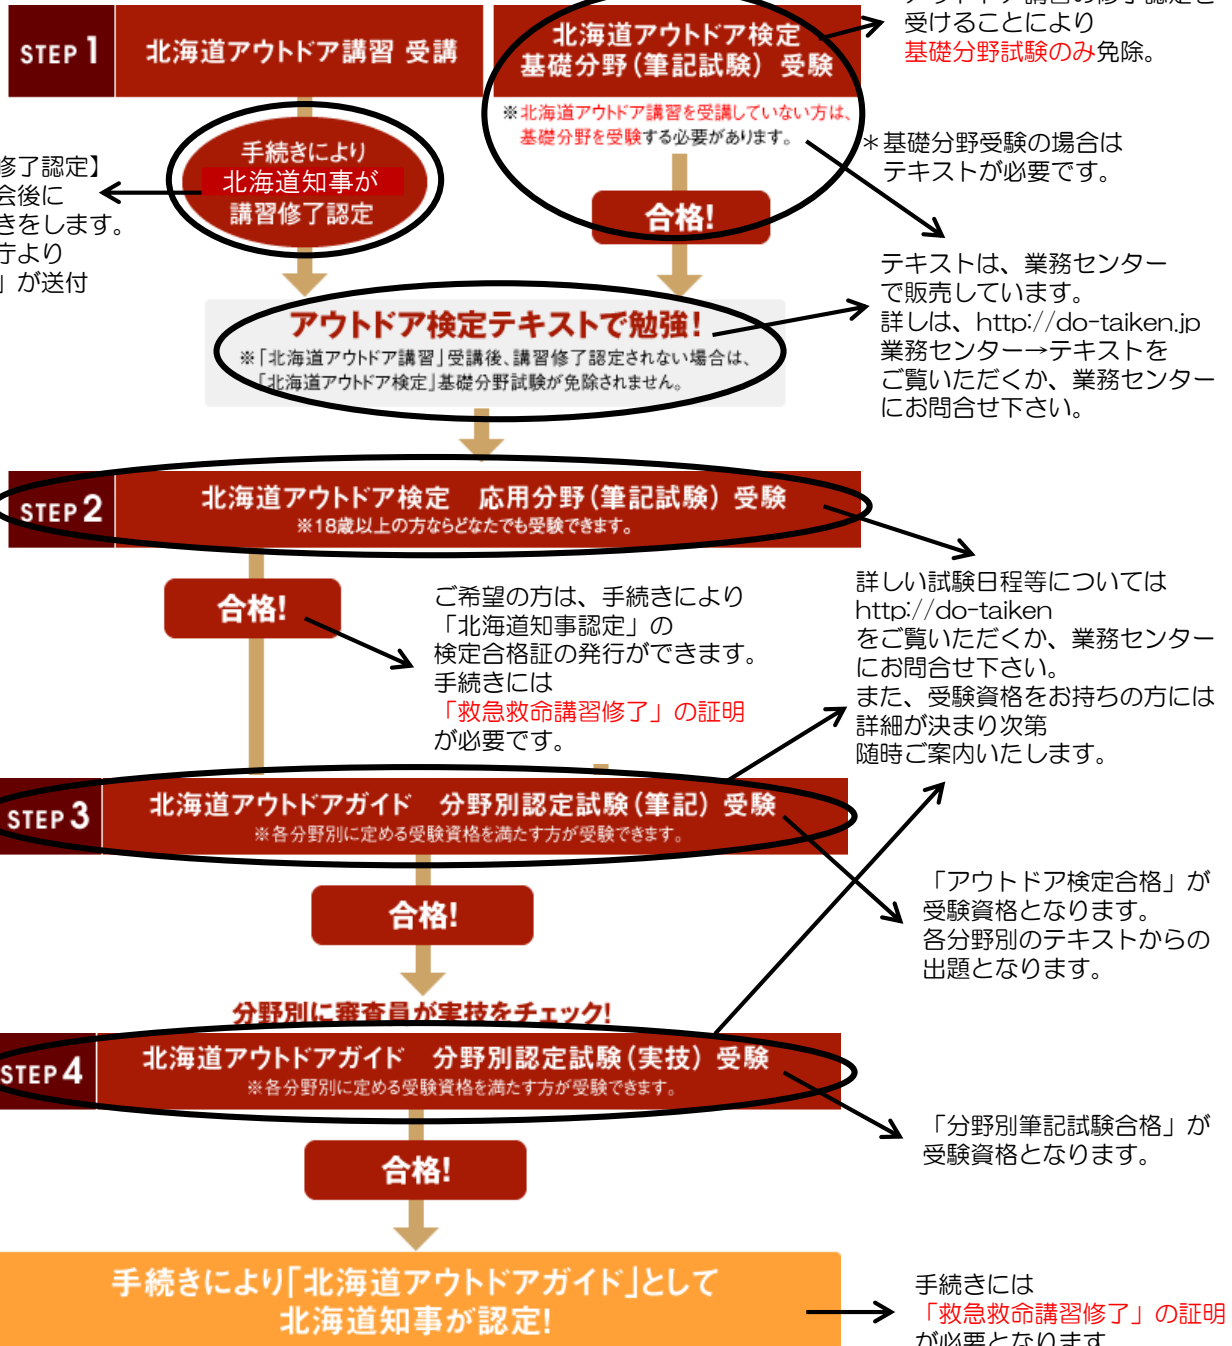 アウトドア講習の修了認定を
受けることにより
基礎分野試験のみ免除。
STEP 1
北海道アウトドア講習 受講
北海道アウトドア検定
基礎分野(筆記試験) 受験
※北海道アウトドア講習を受講していない方は、
基礎分野を受験する必要があります。
＊基礎分野受験の場合は
テキストが必要です。
手続きにより
北海道知事が
講習修了認定
修了認定】
会後に
きをします。
庁より
」が送付
合格!
テキストは、業務センター
で販売しています。
詳しは、http://do-taiken.jp
業務センター→テキストを
ご覧いただくか、業務センター
にお問合せ下さい。
アウトドア検定テキストで勉強!
※「北海道アウトドア講習」受講後、講習修了認定されない場合は、
「北海道アウトドア検定」基礎分野試験が免除されません。
STEP 2
北海道アウトドア検定　応用分野(筆記試験) 受験
※18歳以上の方ならどなたでも受験できます。
合格!
ご希望の方は、手続きにより
「北海道知事認定」の
検定合格証の発行ができます。
手続きには
「救急救命講習修了」の証明
が必要です。
詳しい試験日程等については
http://do-taiken
をご覧いただくか、業務センター
にお問合せ下さい。
また、受験資格をお持ちの方には
詳細が決まり次第
随時ご案内いたします。
STEP 3
北海道アウトドアガイド　分野別認定試験(筆記) 受験
※各分野別に定める受験資格を満たす方が受験できます。
合格!
「アウトドア検定合格」が
受験資格となります。
各分野別のテキストからの
出題となります。
分野別に審査員が実技をチェック!
STEP 4
北海道アウトドアガイド　分野別認定試験(実技) 受験
※各分野別に定める受験資格を満たす方が受験できます。
「分野別筆記試験合格」が
受験資格となります。
合格!
手続きにより「北海道アウトドアガイド」として
北海道知事が認定!
手続きには
「救急救命講習修了」の証明
が必要となります